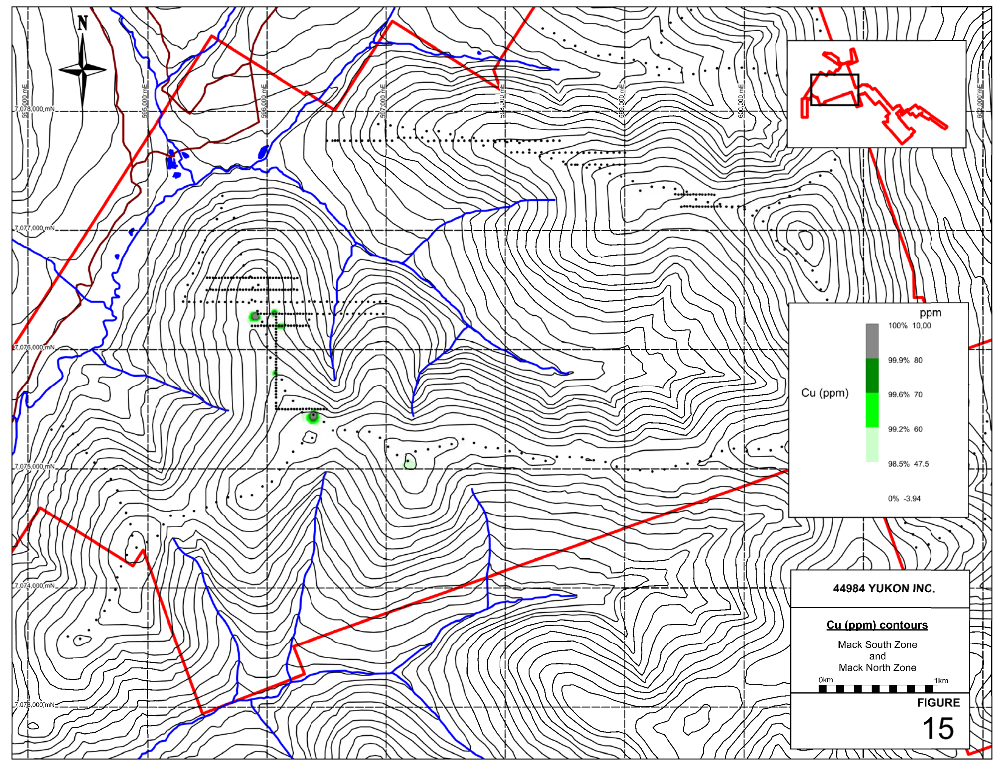 N
595,000 mE
596,000 mE
597,000 mE
598,000 mE
599,000 mE
600,000 mE
7,078,000 mN
7,077,000 mN
7,076,000 mN
7,075,000 mN
7,074,000 mN
7,073,000 mN
ppm
100% 10,00
99.9% 80
99.6% 70
Cu (ppm)
99.2% 60
98.5% 47.5
0% -3.94
44984 YUKON INC.
Cu (ppm) contours
Mack South Zone
and
Mack North Zone
0km 1km
FIGURE
15